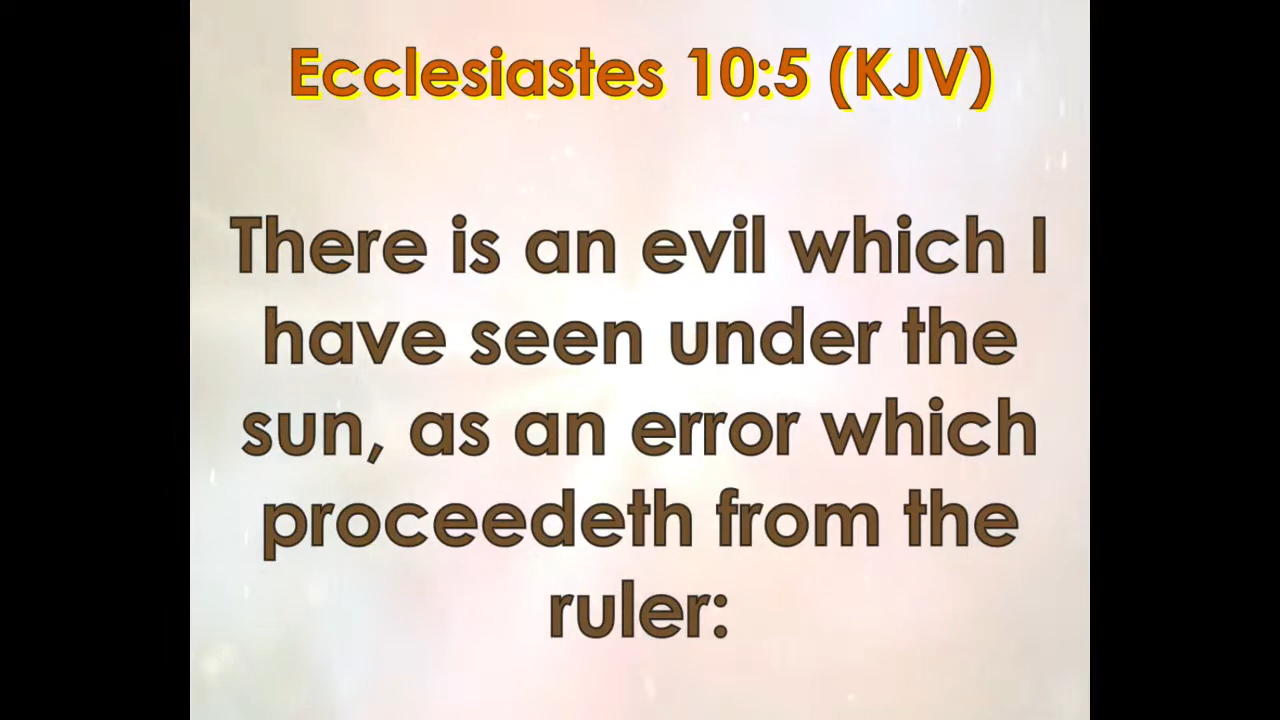 Ecclesiastes 10:5 (KJV)
There is an evil which I
have seen under the
sun, as an error which
proceedeth from the
ruler: